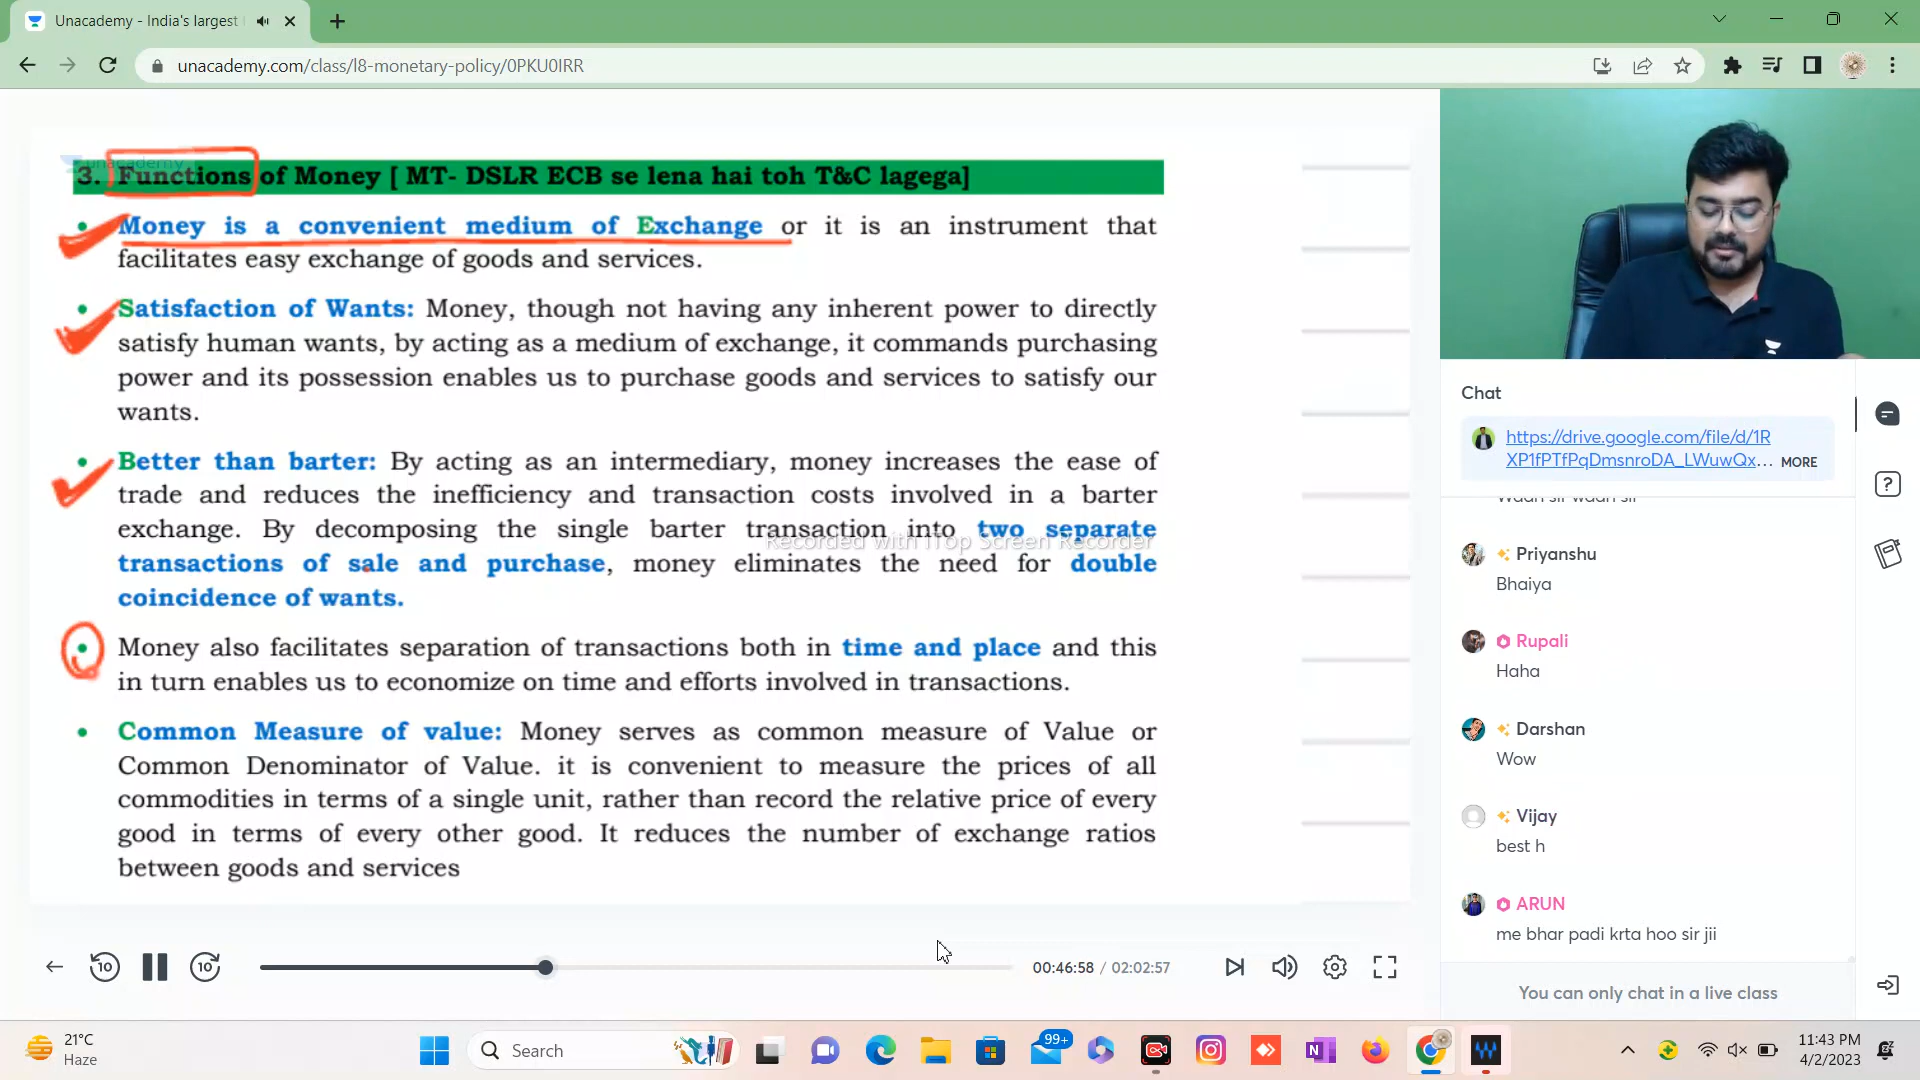 Unacademy - India's largest
unacademy.com/class/l8-monetary-policy/0PKU0IRR
unacademy
3. Functions of Money [ MT- DSLR ECB se lena hai toh T&C lagega]
• Money is a convenient medium of Exchange or it is an instrument that
facilitates easy exchange of goods and services.
• Satisfaction of Wants: Money, though not having any inherent power to directly
satisfy human wants, by acting as a medium of exchange, it commands purchasing
power and its possession enables us to purchase goods and services to satisfy our
wants.
• Better than barter: By acting as an intermediary, money increases the ease of
trade and reduces the inefficiency and transaction costs involved in a barter
exchange. By decomposing the single barter transaction into two separate
Recorded with iTop Screen Recorder
transactions of sale and purchase, money eliminates the need for double
coincidence of wants.
• Money also facilitates separation of transactions both in time and place and this
in turn enables us to economize on time and efforts involved in transactions.
• Common Measure of value: Money serves as common measure of Value or
Common Denominator of Value. it is convenient to measure the prices of all
commodities in terms of a single unit, rather than record the relative price of every
good in terms of every other good. It reduces the number of exchange ratios
between goods and services
10
10
00:46:58 / 02:02:57
Chat
https://drive.google.com/file/d/1R
XP1fPTfPqDmsnroDA_LWuwQx... MORE
Waah sir waah sir
Priyanshu
Bhaiya
Rupali
Haha
Darshan
Wow
Vijay
best h
ARUN
me bhar padi krta hoo sir jii
You can only chat in a live class
21°C
Haze
Search
99+
11:43 PM
4/2/2023